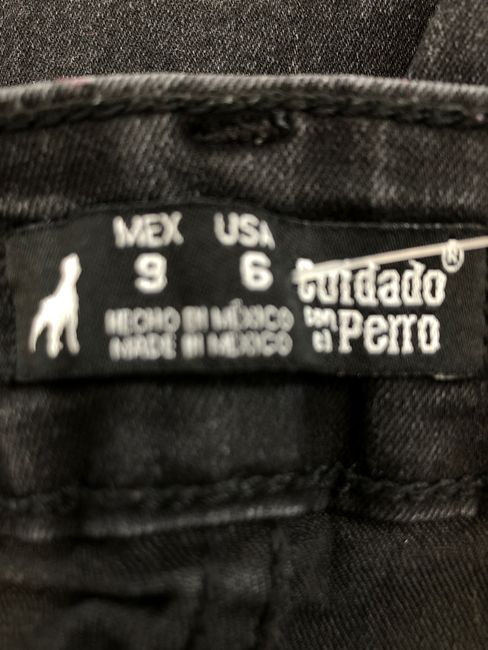 MEX USA
9 6
HECHO EN MÉXICO
MADE IN MEXICO
Cuidado®
con el Perro